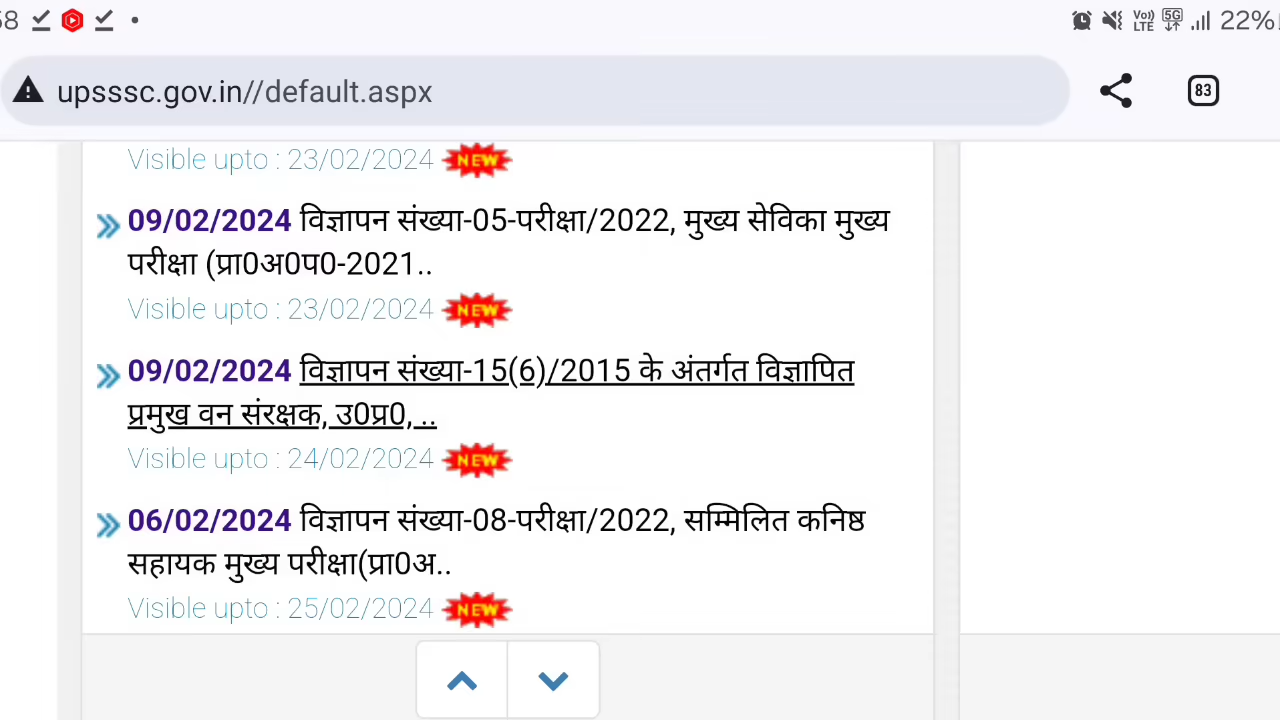 58
Vo)) LTE 5G 22%
upsssc.gov.in//default.aspx
83
Visible upto : 23/02/2024 NEW
09/02/2024 विज्ञापन संख्या-05-परीक्षा/2022, मुख्य सेविका मुख्य
परीक्षा (प्रा0अ0प0-2021..
Visible upto : 23/02/2024 NEW
09/02/2024 विज्ञापन संख्या-15(6)/2015 के अंतर्गत विज्ञापित
प्रमुख वन संरक्षक, उ0प्र0, ..
Visible upto : 24/02/2024 NEW
06/02/2024 विज्ञापन संख्या-08-परीक्षा/2022, सम्मिलित कनिष्ठ
सहायक मुख्य परीक्षा(प्रा0अ..
Visible upto : 25/02/2024 NEW